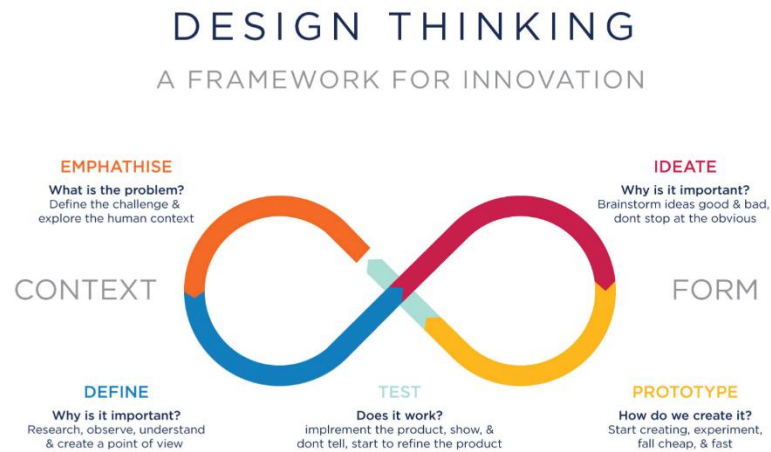 DESIGN THINKING
A FRAMEWORK FOR INNOVATION
EMPHATHISE
What is the problem?
Define the challenge &
explore the human context
IDEATE
Why is it important?
Brainstorm ideas good & bad,
dont stop at the obvious
CONTEXT
FORM
DEFINE
Why is it important?
Research, observe, understand
& create a point of view
TEST
Does it work?
imlprement the product, show, &
dont tell, start to refine the product
PROTOTYPE
How do we create it?
Start creating, experiment,
fall cheap, & fast